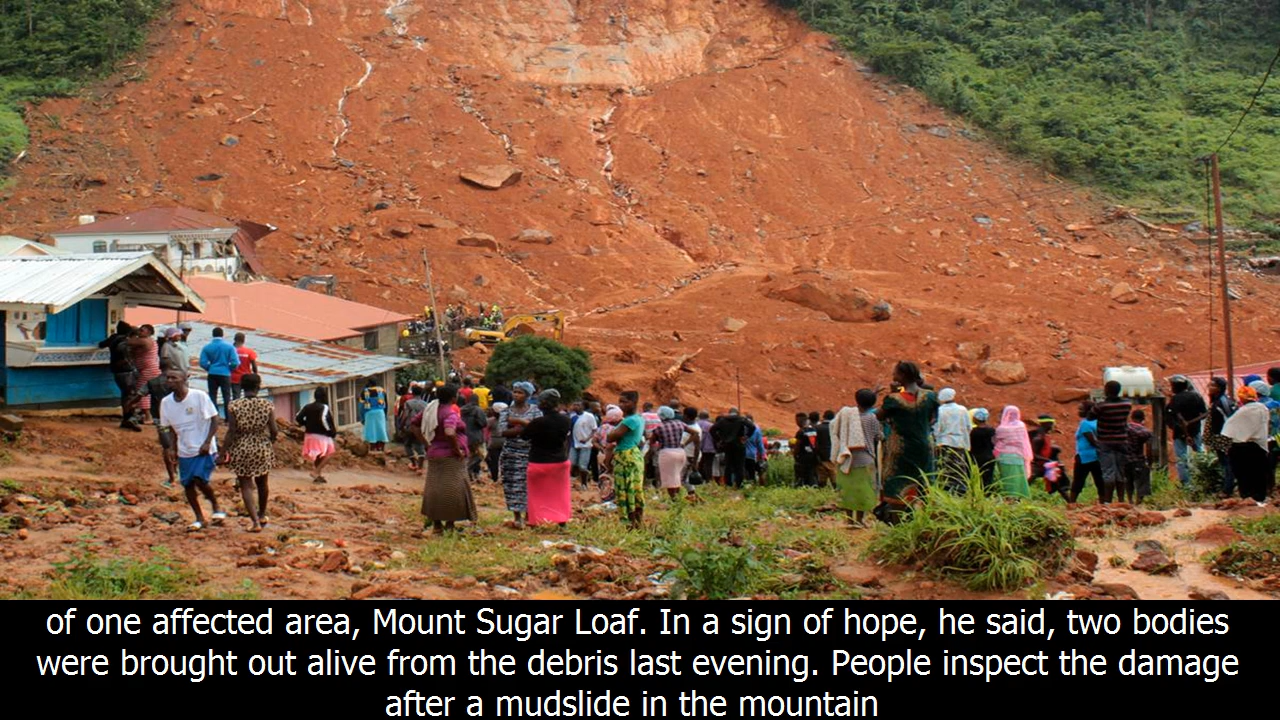 of one affected area, Mount Sugar Loaf. In a sign of hope, he said, two bodies
were brought out alive from the debris last evening. People inspect the damage
after a mudslide in the mountain